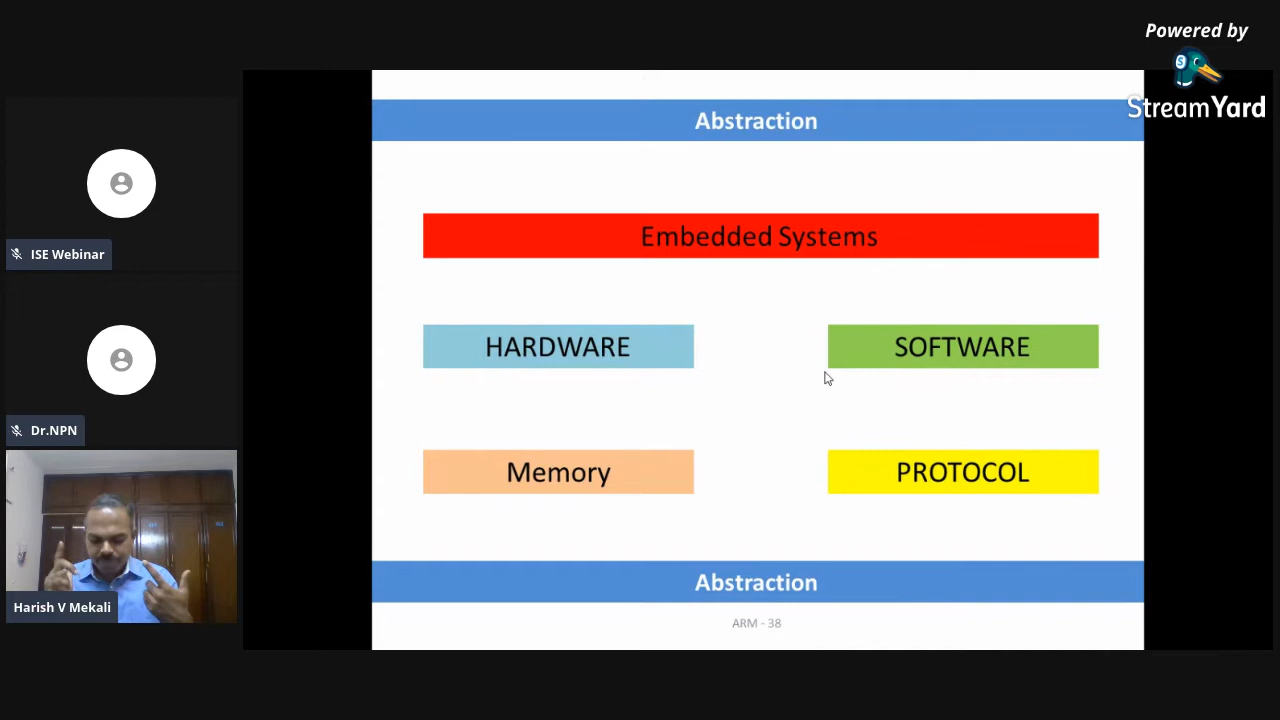 Powered by
StreamYard
Abstraction
Embedded Systems
HARDWARE
SOFTWARE
Memory
PROTOCOL
Abstraction
ARM - 38
ISE Webinar
Dr.NPN
Harish V Mekali